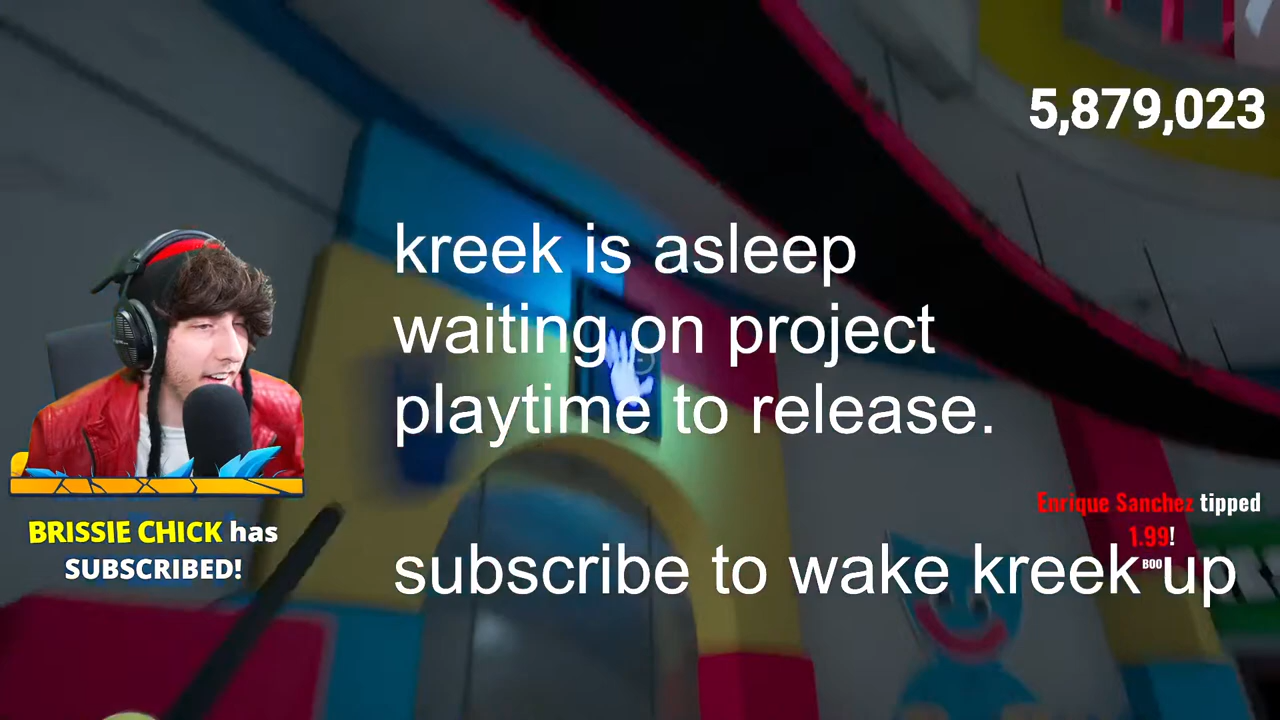 5,879,023
kreek is asleep
waiting on project
playtime to release.
subscribe to wake kreek up
BRISSIE CHICK has
SUBSCRIBED!
Enrique Sanchez tipped
1.99!
BOO